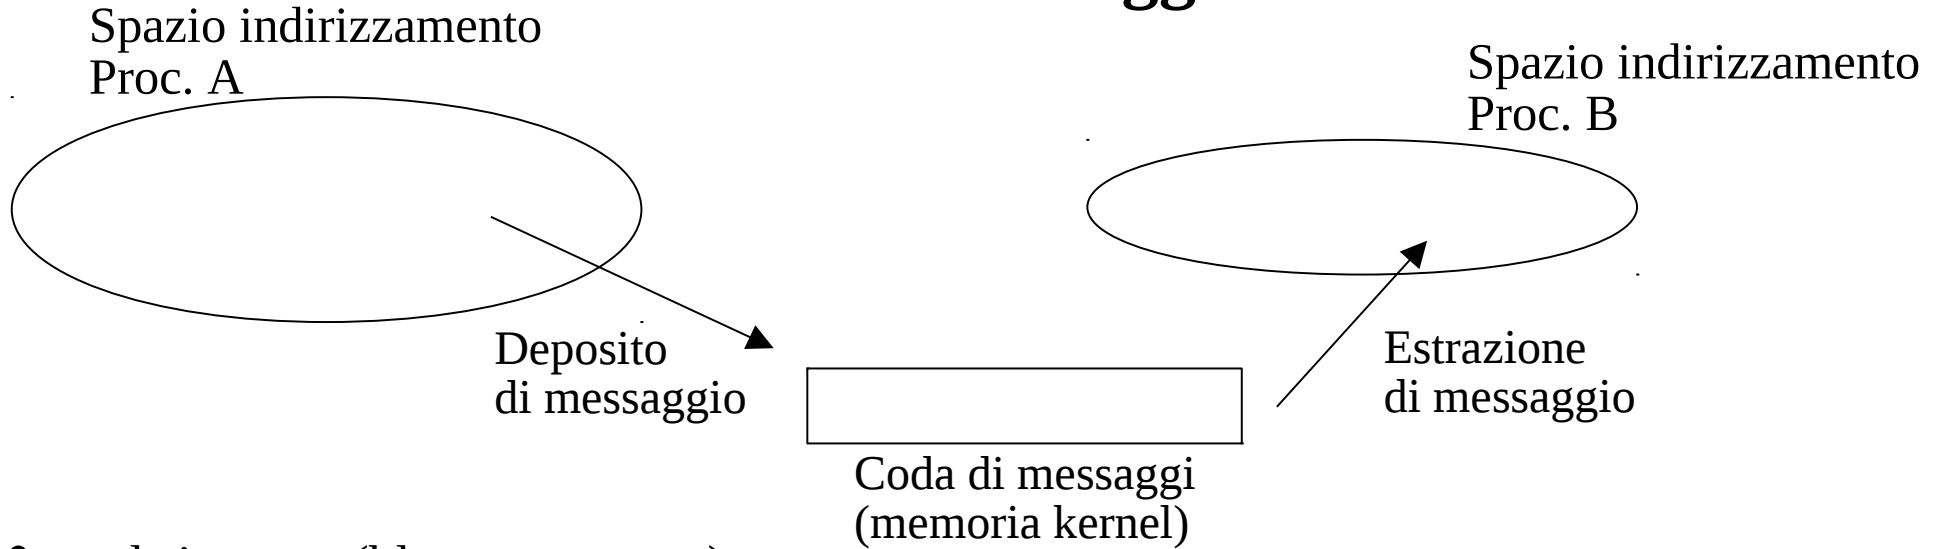 Spazio indirizzamento
Proc. A
Spazio indirizzamento
Proc. B
Deposito
di messaggio
Estrazione
di messaggio
Coda di messaggi
(memoria kernel)